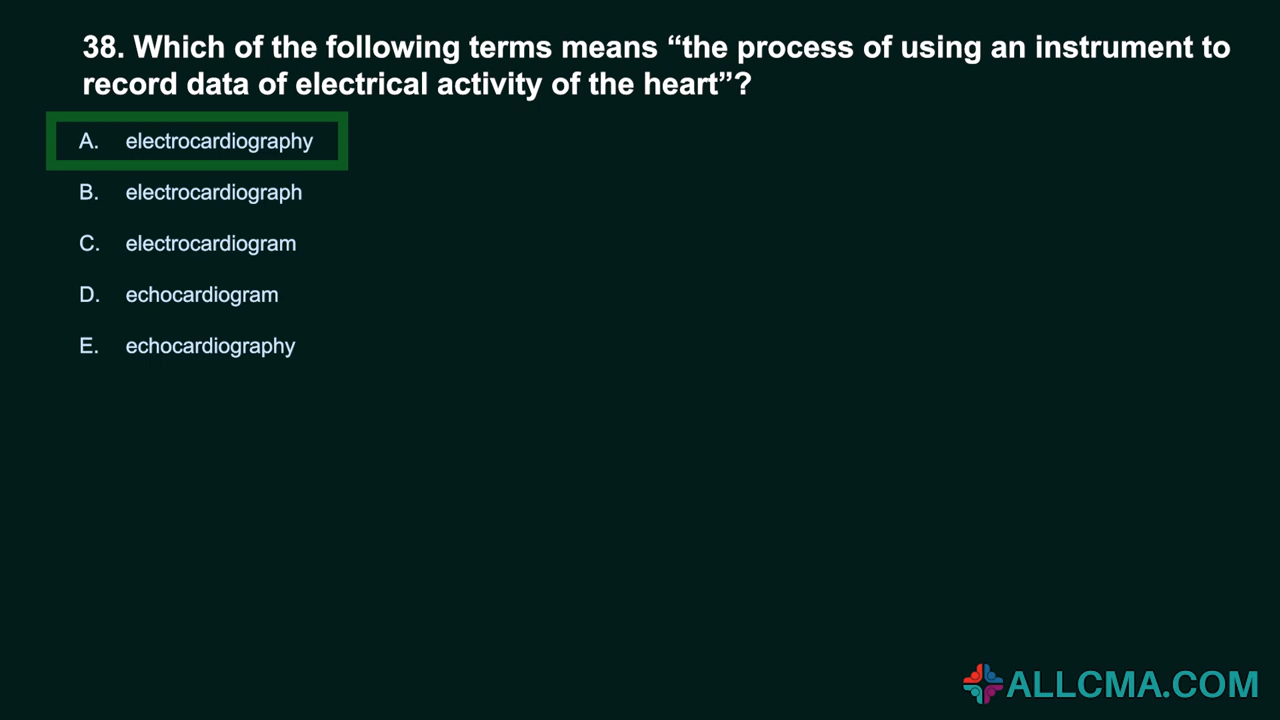 38. Which of the following terms means “the process of using an instrument to
record data of electrical activity of the heart”?
A. electrocardiography
B. electrocardiograph
C. electrocardiogram
D. echocardiogram
E. echocardiography
ALLCMA.COM